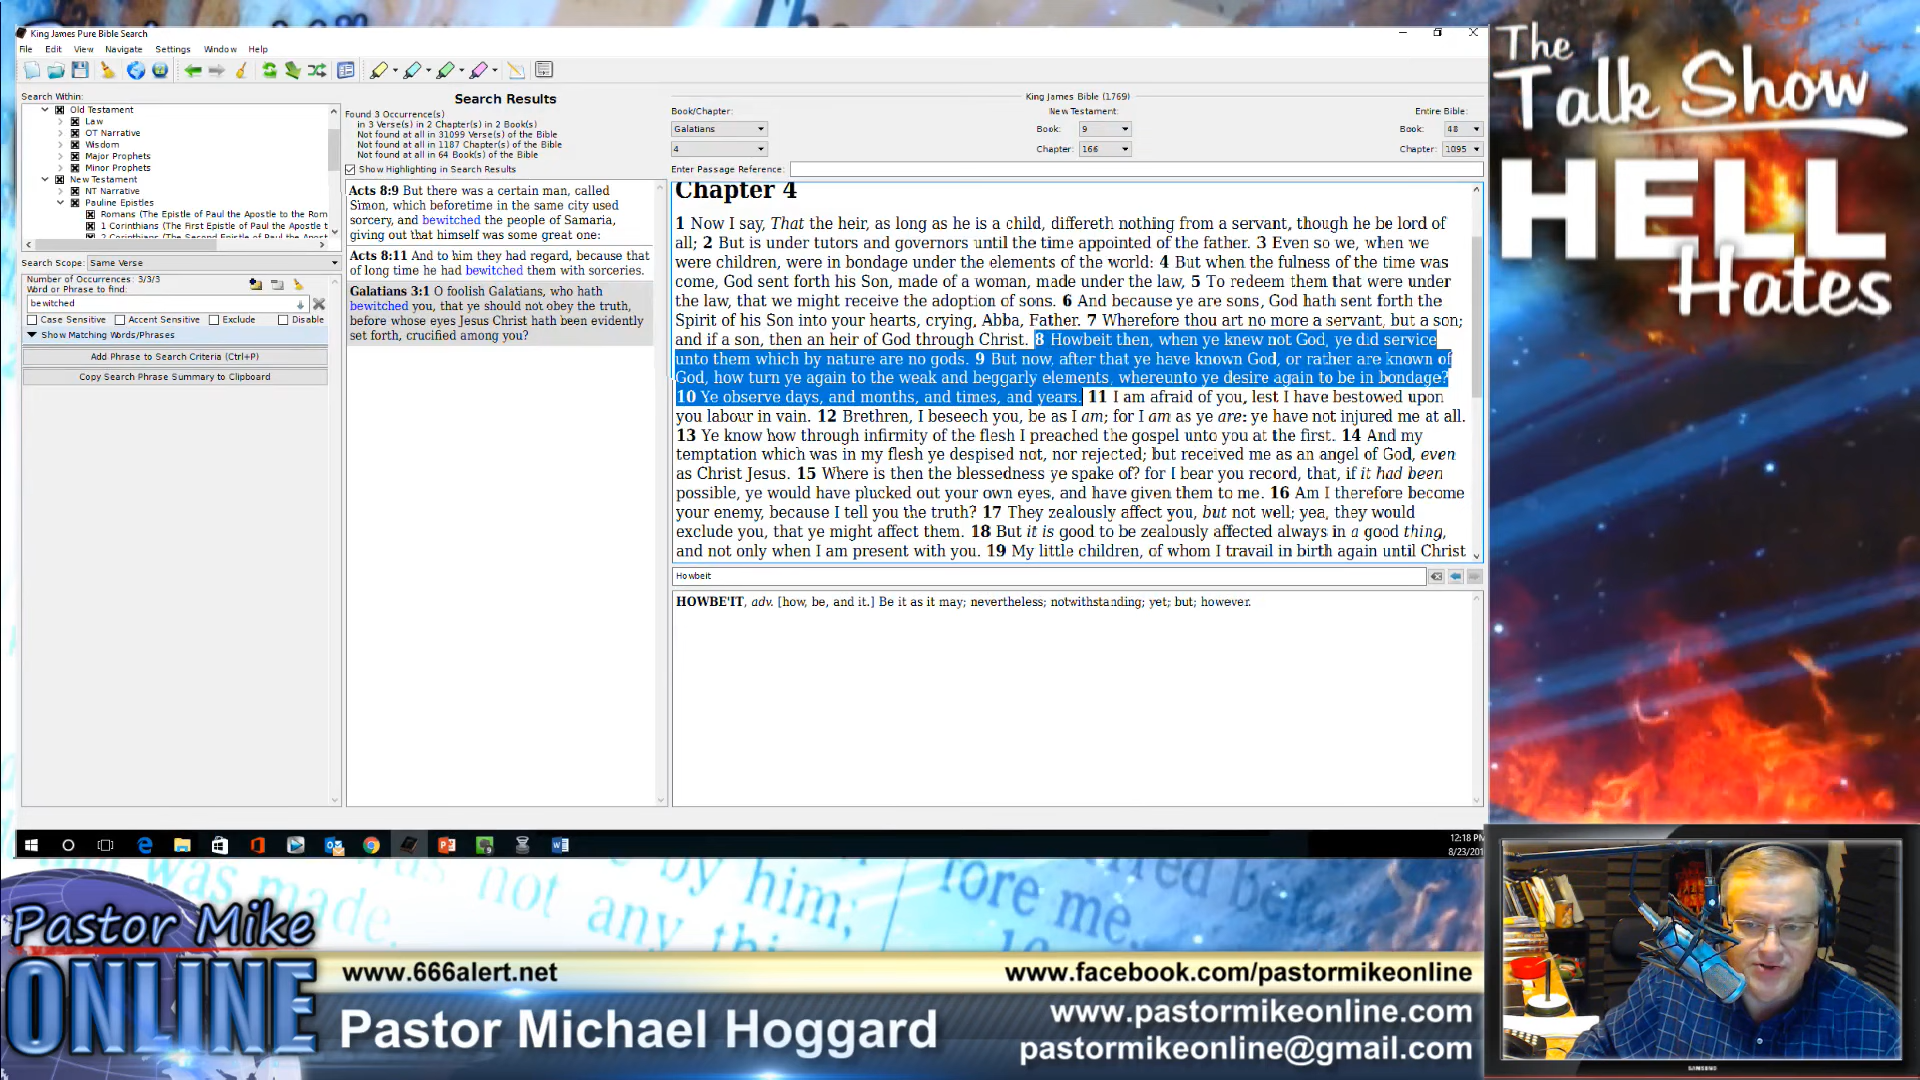 King James Pure Bible Search
File Edit View Navigate Settings Window Help
Search Within:
Old Testament
Law
OT Narrative
Wisdom
Major Prophets
Minor Prophets
New Testament
NT Narrative
Pauline Epistles
Romans (The Epistle of Paul the Apostle to the Rom
1 Corinthians (The First Epistle of Paul the Apostle t
Search Scope: Same Verse
Number of Occurrences: 3/3/3
Word or Phrase to find:
bewitched
Case Sensitive Accent Sensitive Exclude Disable
Show Matching Words/Phrases
Add Phrase to Search Criteria (Ctrl+P)
Copy Search Phrase Summary to Clipboard
Search Results
Found 3 Occurrence(s)
in 3 Verse(s) in 2 Chapter(s) in 2 Book(s)
Not found at all in 31099 Verse(s) of the Bible
Not found at all in 1187 Chapter(s) of the Bible
Not found at all in 64 Book(s) of the Bible
Show Highlighting in Search Results
Acts 8:9 But there was a certain man, called
Simon, which beforetime in the same city used
sorcery, and bewitched the people of Samaria,
giving out that himself was some great one:
Acts 8:11 And to him they had regard, because that
of long time he had bewitched them with sorceries.
Galatians 3:1 O foolish Galatians, who hath
bewitched you, that ye should not obey the truth,
before whose eyes Jesus Christ hath been evidently
set forth, crucified among you?
King James Bible (1769)
Book/Chapter: New Testament: Entire Bible:
Galatians Book: 9 Book: 48
4 Chapter: 166 Chapter: 1095
Enter Passage Reference:
Chapter 4
1 Now I say, That the heir, as long as he is a child, differeth nothing from a servant, though he be lord of
all; 2 But is under tutors and governors until the time appointed of the father. 3 Even so we, when we
were children, were in bondage under the elements of the world: 4 But when the fulness of the time was
come, God sent forth his Son, made of a woman, made under the law, 5 To redeem them that were under
the law, that we might receive the adoption of sons. 6 And because ye are sons, God hath sent forth the
Spirit of his Son into your hearts, crying, Abba, Father. 7 Wherefore thou art no more a servant, but a son;
and if a son, then an heir of God through Christ. 8 Howbeit then, when ye knew not God, ye did service
unto them which by nature are no gods. 9 But now, after that ye have known God, or rather are known of
God, how turn ye again to the weak and beggarly elements, whereunto ye desire again to be in bondage?
10 Ye observe days, and months, and times, and years. 11 I am afraid of you, lest I have bestowed upon
you labour in vain. 12 Brethren, I beseech you, be as I am; for I am as ye are: ye have not injured me at all.
13 Ye know how through infirmity of the flesh I preached the gospel unto you at the first. 14 And my
temptation which was in my flesh ye despised not, nor rejected; but received me as an angel of God, even
as Christ Jesus. 15 Where is then the blessedness ye spake of? for I bear you record, that, if it had been
possible, ye would have plucked out your own eyes, and have given them to me. 16 Am I therefore become
your enemy, because I tell you the truth? 17 They zealously affect you, but not well; yea, they would
exclude you, that ye might affect them. 18 But it is good to be zealously affected always in a good thing,
and not only when I am present with you. 19 My little children, of whom I travail in birth again until Christ
Howbeit
HOWBE'IT, adv. [how, be, and it.] Be it as it may; nevertheless; notwithstanding; yet; but; however.
12:18 PM
8/23/201
The
Talk Show
HELL
Hates
was made.
was not
any
by him;
fore me,
Pastor Mike
ONLINE
www.666alert.net
www.facebook.com/pastormikeonline
Pastor Michael Hoggard
www.pastormikeonline.com
pastormikeonline@gmail.com
SAMSUNG